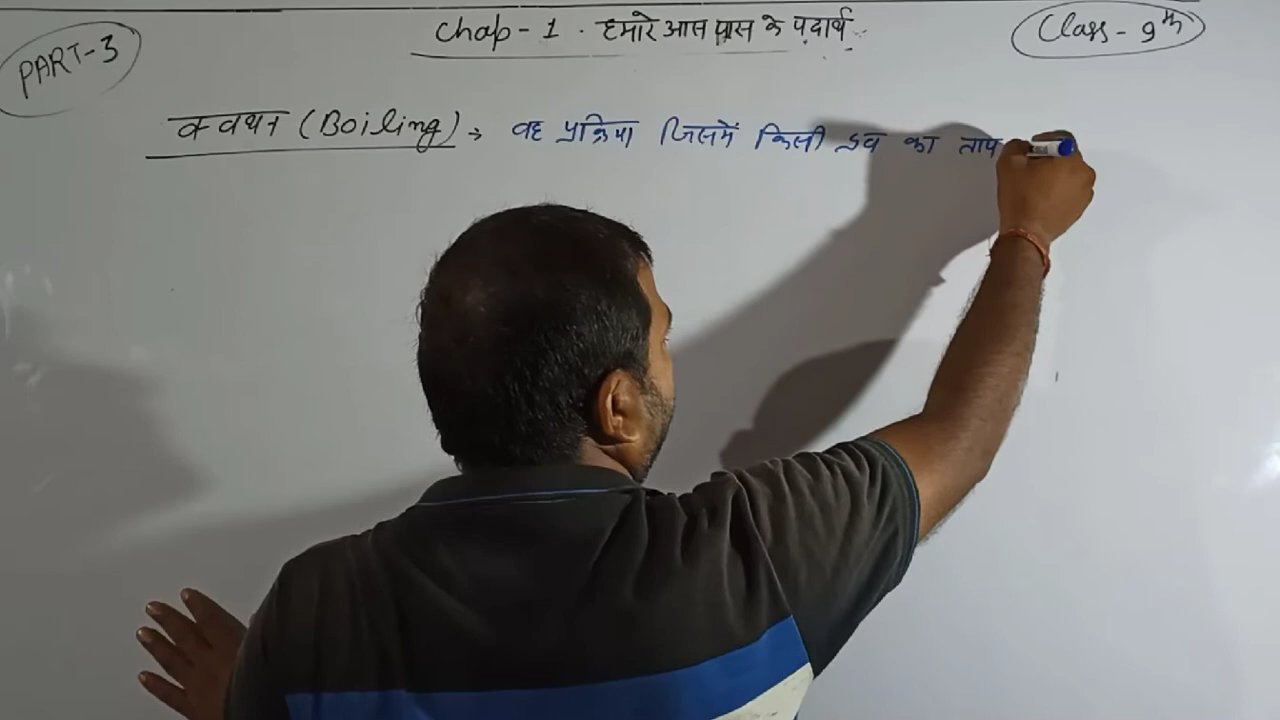 PART-3
Chap-1. हमारे आस पास के पदार्थ
Class-9th
क्वथन (Boiling) → वह प्रक्रिया जिसमें किसी द्रव का ताप